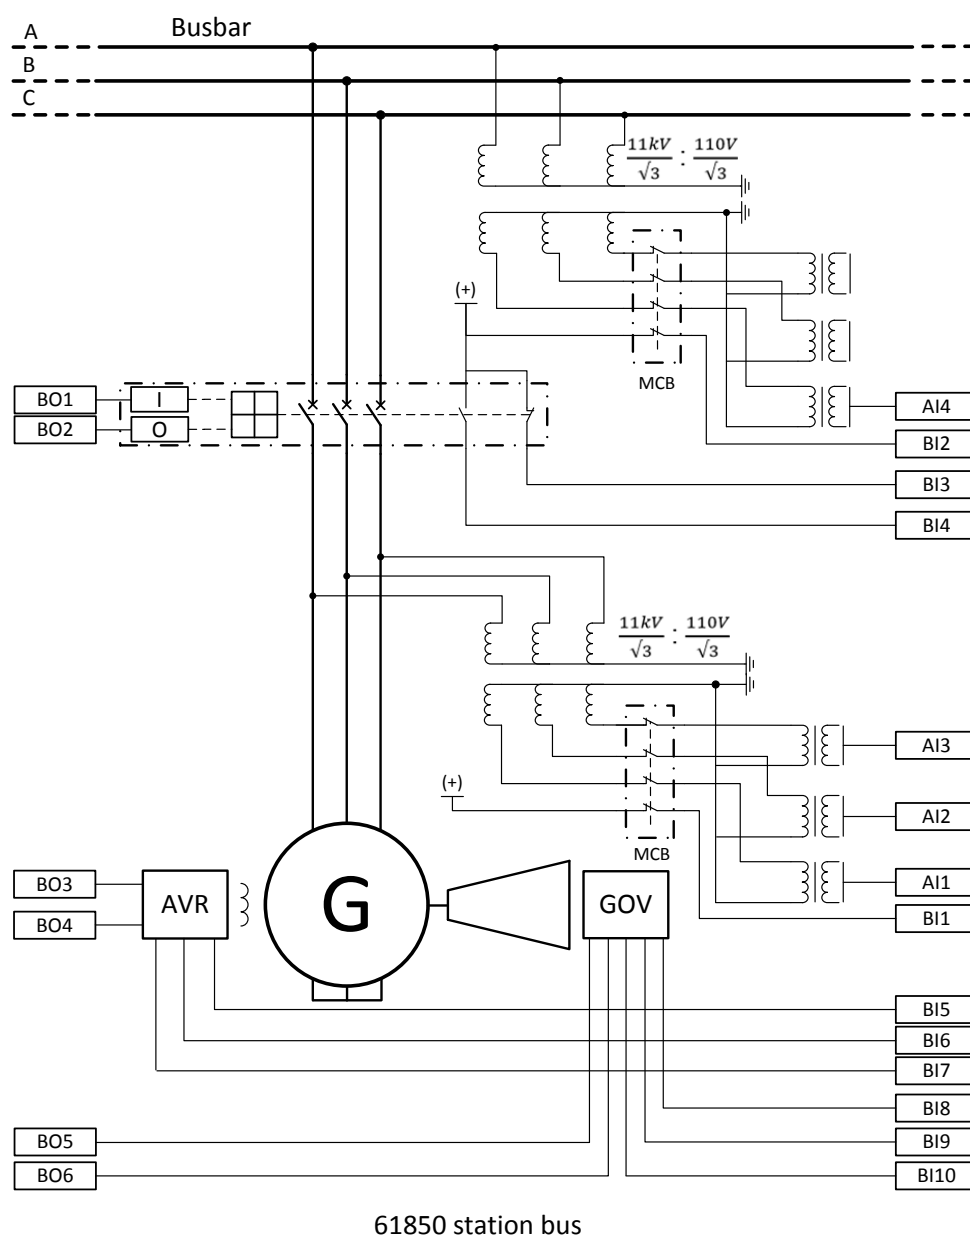 A
Busbar
B
C
11kV/√3 : 110V/√3
(+)
MCB
BO1
I
BO2
O
AI4
BI2
BI3
BI4
11kV/√3 : 110V/√3
AI3
(+)
AI2
MCB
BO3
AVR
G
GOV
AI1
BO4
BI1
BI5
BI6
BI7
BI8
BO5
BI9
BO6
BI10
61850 station bus